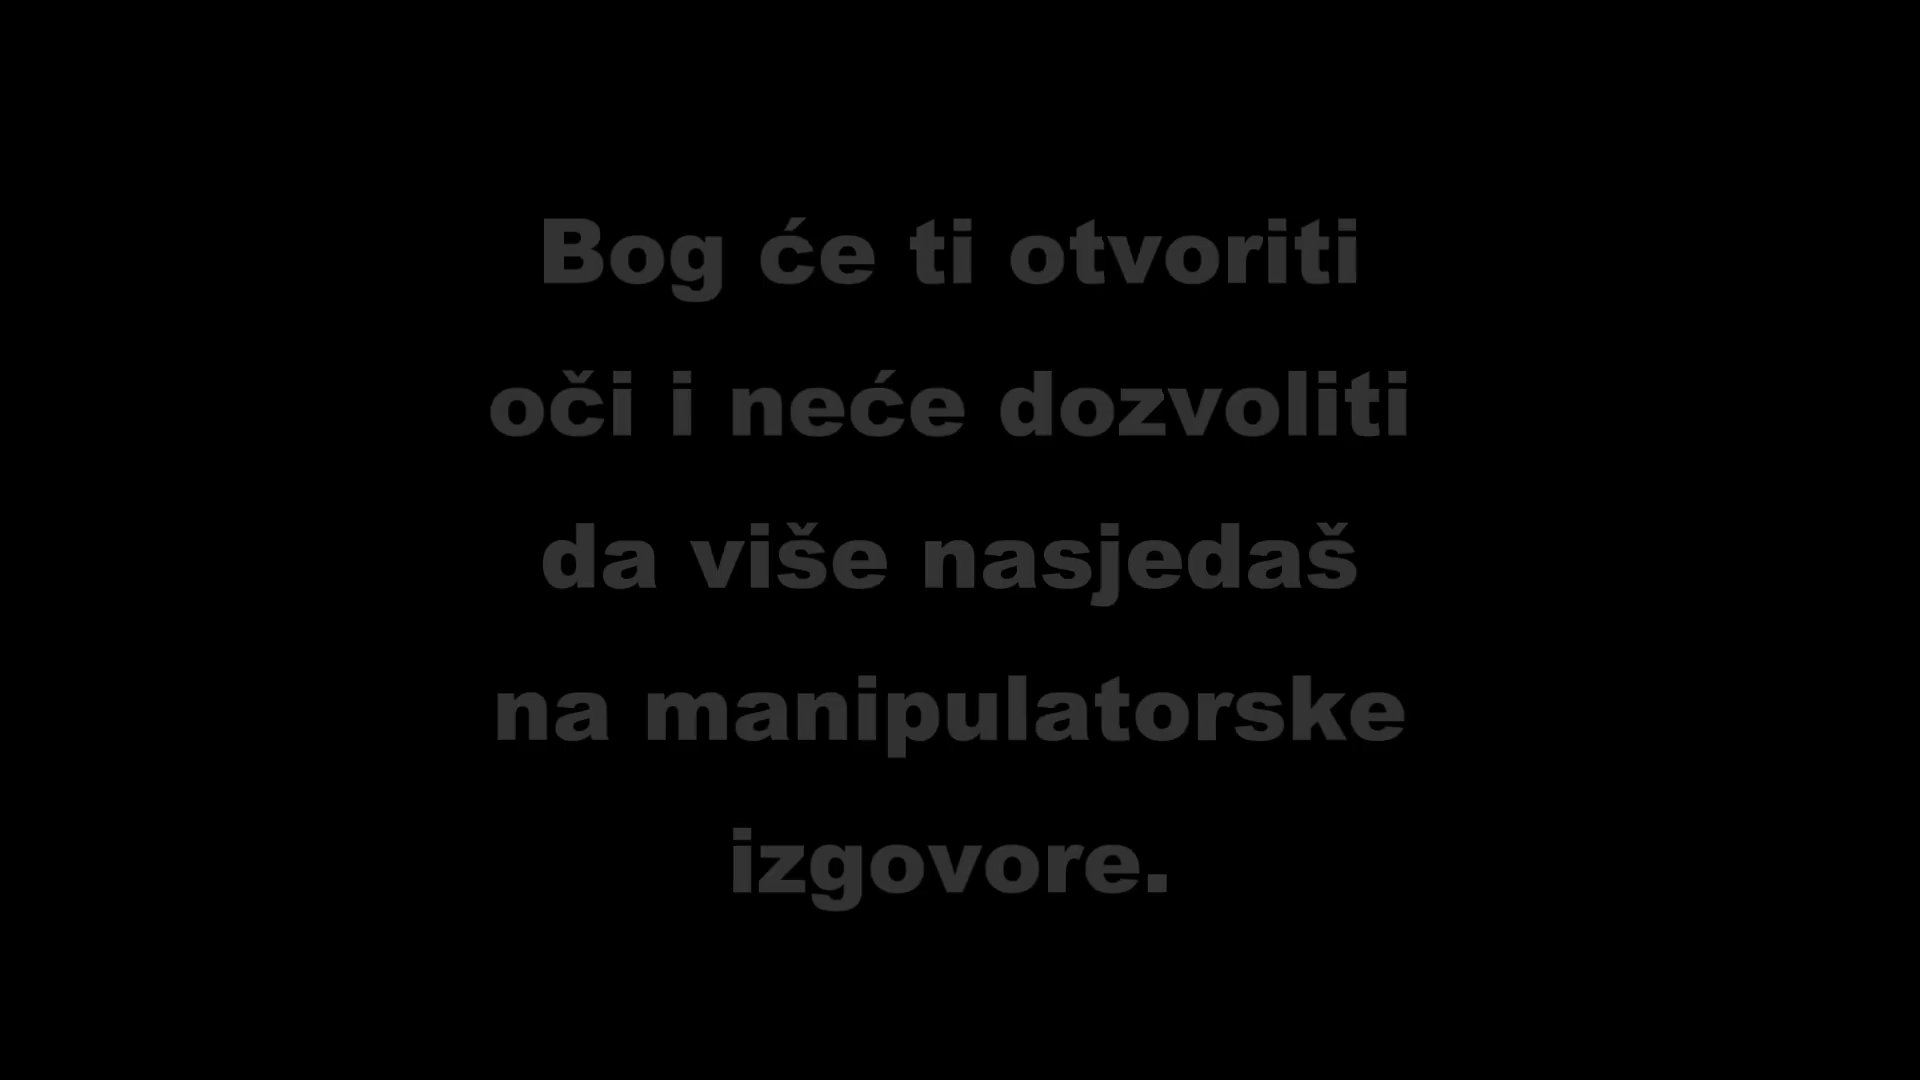 Bog će ti otvoriti
oči i neće dozvoliti
da više nasjedaš
na manipulatorske
izgovore.